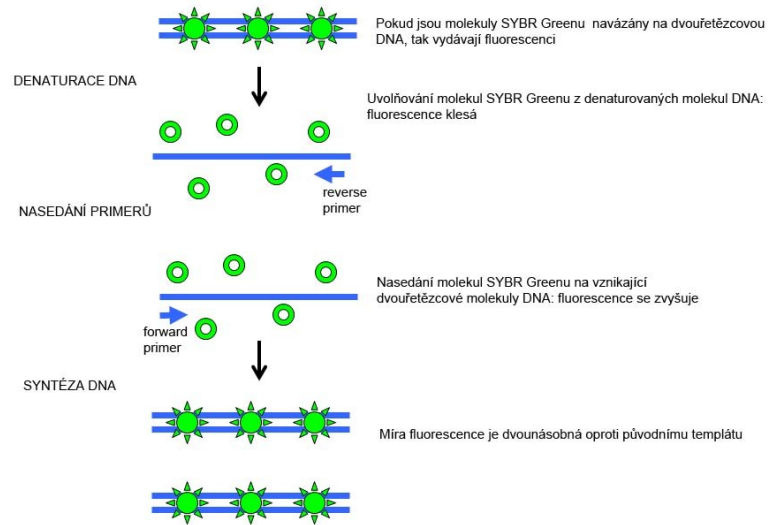 Pokud jsou molekuly SYBR Greenu navázány na dvouřetězcovou
DNA, tak vydávají fluorescenci
DENATURACE DNA
Uvolňování molekul SYBR Greenu z denaturovaných molekul DNA:
fluorescence klesá
reverse
primer
NASEDÁNÍ PRIMERŮ
Nasedání molekul SYBR Greenu na vznikající
dvouřetězcové molekuly DNA: fluorescence se zvyšuje
forward
primer
SYNTÉZA DNA
Míra fluorescence je dvounásobná oproti původnímu templátu